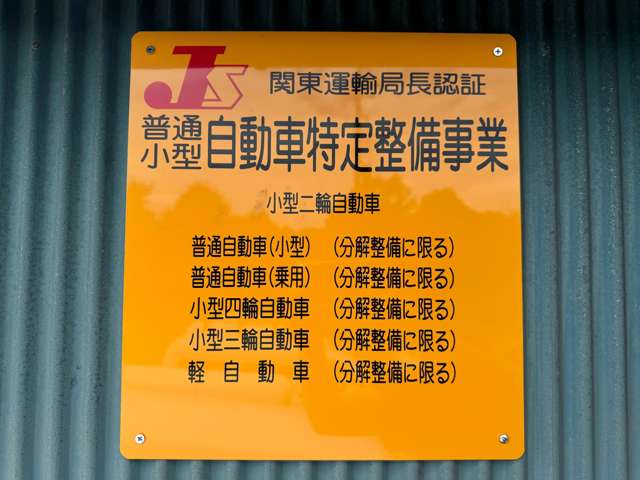 JS 関東運輸局長認証
普通小型自動車特定整備事業
小型二輪自動車
普通自動車(小型) (分解整備に限る)
普通自動車(乗用) (分解整備に限る)
小型四輪自動車 (分解整備に限る)
小型三輪自動車 (分解整備に限る)
軽自動車 (分解整備に限る)